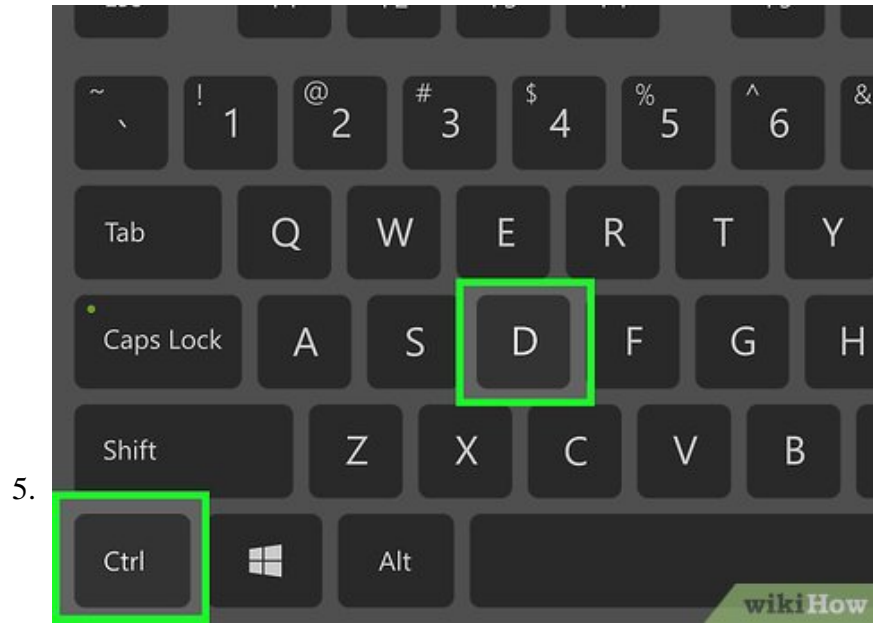 ~ ` ! 1 @ 2 # 3 $ 4 % 5 ^ 6 &
Tab Q W E R T Y
Caps Lock A S D F G H
Shift Z X C V B
5.
Ctrl Alt
wikiHow